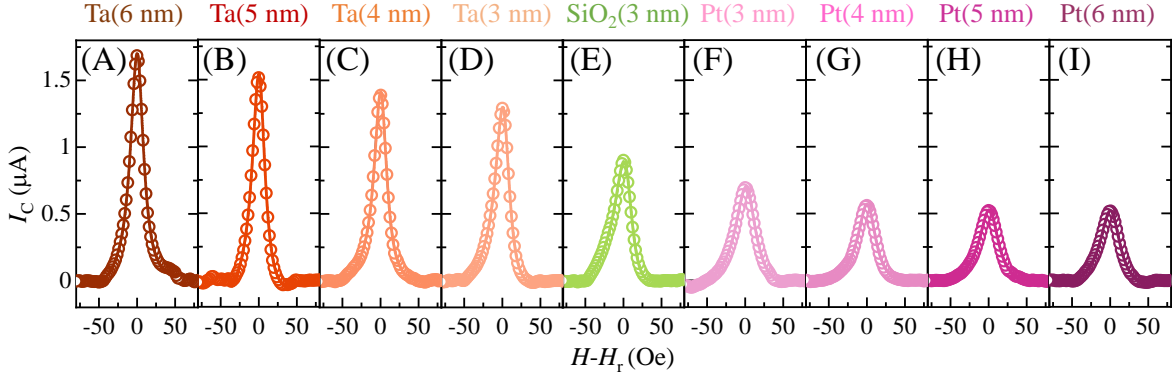 Ta(6 nm) Ta(5 nm) Ta(4 nm) Ta(3 nm) SiO₂(3 nm) Pt(3 nm) Pt(4 nm) Pt(5 nm) Pt(6 nm)
(A) (B) (C) (D) (E) (F) (G) (H) (I)
1.5
1
0.5
0
I_C (μA)
-50 0 50 -50 0 50 -50 0 50 -50 0 50 -50 0 50 -50 0 50 -50 0 50 -50 0 50 -50 0 50
H-H_r (Oe)